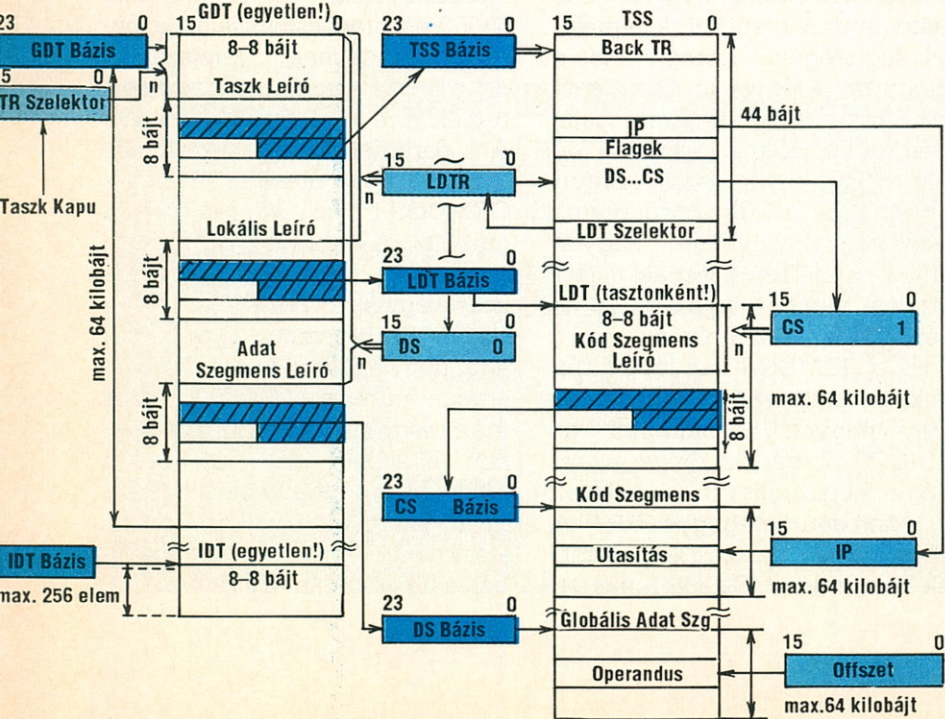 23 0
GDT Bázis
5 0
TR Szelektor
n
Taszk Kapu
max. 64 kilobájt
IDT Bázis
max. 256 elem
GDT (egyetlen!)
15 0
8–8 bájt
Taszk Leíró
8 bájt
Lokális Leíró
8 bájt
Adat
Szegmens Leíró
8 bájt
IDT (egyetlen!)
8–8 bájt
23 0
TSS Bázis
15 0
LDTR
n
23 0
LDT Bázis
15 0
DS 0
n
23 0
CS Bázis
23 0
DS Bázis
TSS
15 0
Back TR
IP
Flagek
DS...CS
LDT Szelektor
44 bájt
LDT (tasztonként!)
8–8 bájt
Kód Szegmens
Leíró
8 bájt
n
15 0
CS 1
max. 64 kilobájt
Kód Szegmens
Utasítás
15 0
IP
max. 64 kilobájt
Globális Adat Szg
Operandus
15 0
Offszet
max.64 kilobájt